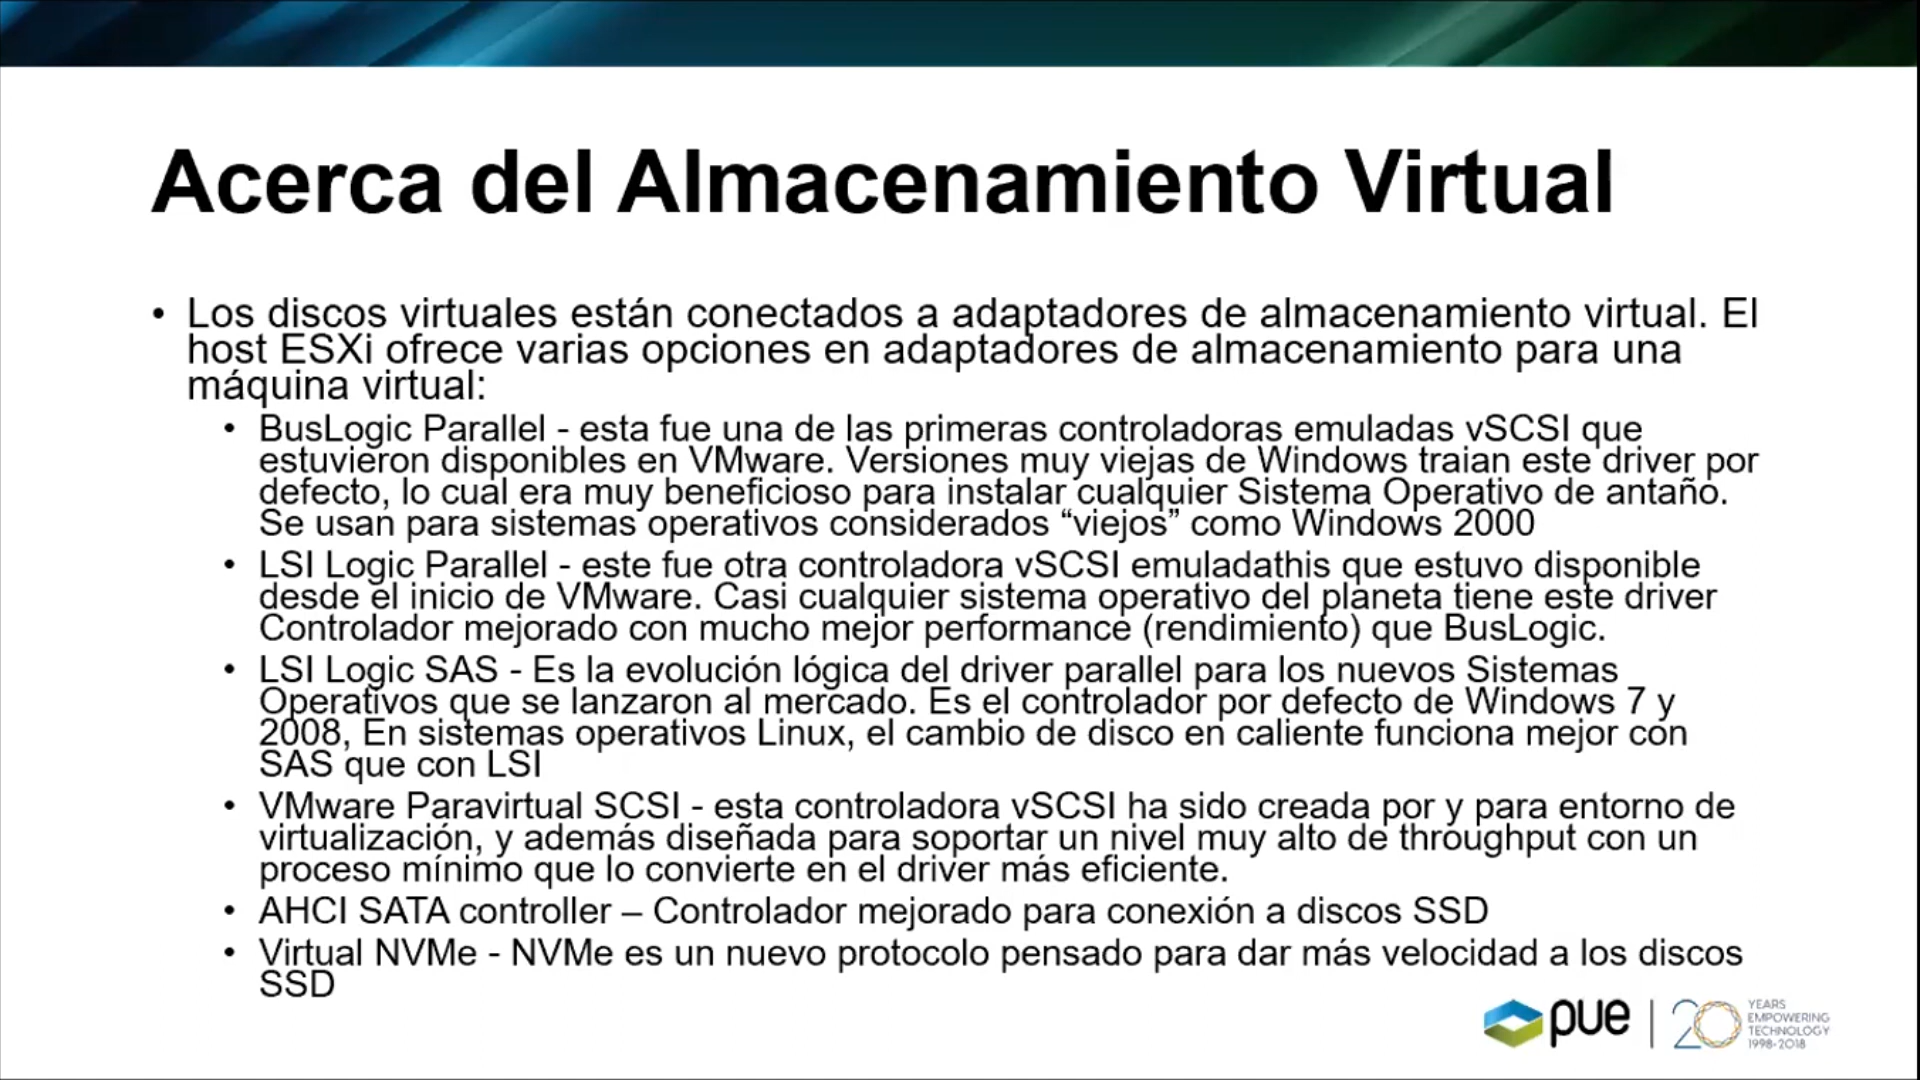 Acerca del Almacenamiento Virtual
• Los discos virtuales están conectados a adaptadores de almacenamiento virtual. El
host ESXi ofrece varias opciones en adaptadores de almacenamiento para una
máquina virtual:
• BusLogic Parallel - esta fue una de las primeras controladoras emuladas vSCSI que
estuvieron disponibles en VMware. Versiones muy viejas de Windows traian este driver por
defecto, lo cual era muy beneficioso para instalar cualquier Sistema Operativo de antaño.
Se usan para sistemas operativos considerados “viejos” como Windows 2000
• LSI Logic Parallel - este fue otra controladora vSCSI emuladathis que estuvo disponible
desde el inicio de VMware. Casi cualquier sistema operativo del planeta tiene este driver
Controlador mejorado con mucho mejor performance (rendimiento) que BusLogic.
• LSI Logic SAS - Es la evolución lógica del driver parallel para los nuevos Sistemas
Operativos que se lanzaron al mercado. Es el controlador por defecto de Windows 7 y
2008, En sistemas operativos Linux, el cambio de disco en caliente funciona mejor con
SAS que con LSI
• VMware Paravirtual SCSI - esta controladora vSCSI ha sido creada por y para entorno de
virtualización, y además diseñada para soportar un nivel muy alto de throughput con un
proceso mínimo que lo convierte en el driver más eficiente.
• AHCI SATA controller – Controlador mejorado para conexión a discos SSD
• Virtual NVMe - NVMe es un nuevo protocolo pensado para dar más velocidad a los discos
SSD
pue
20
YEARS
EMPOWERING
TECHNOLOGY
1998-2018